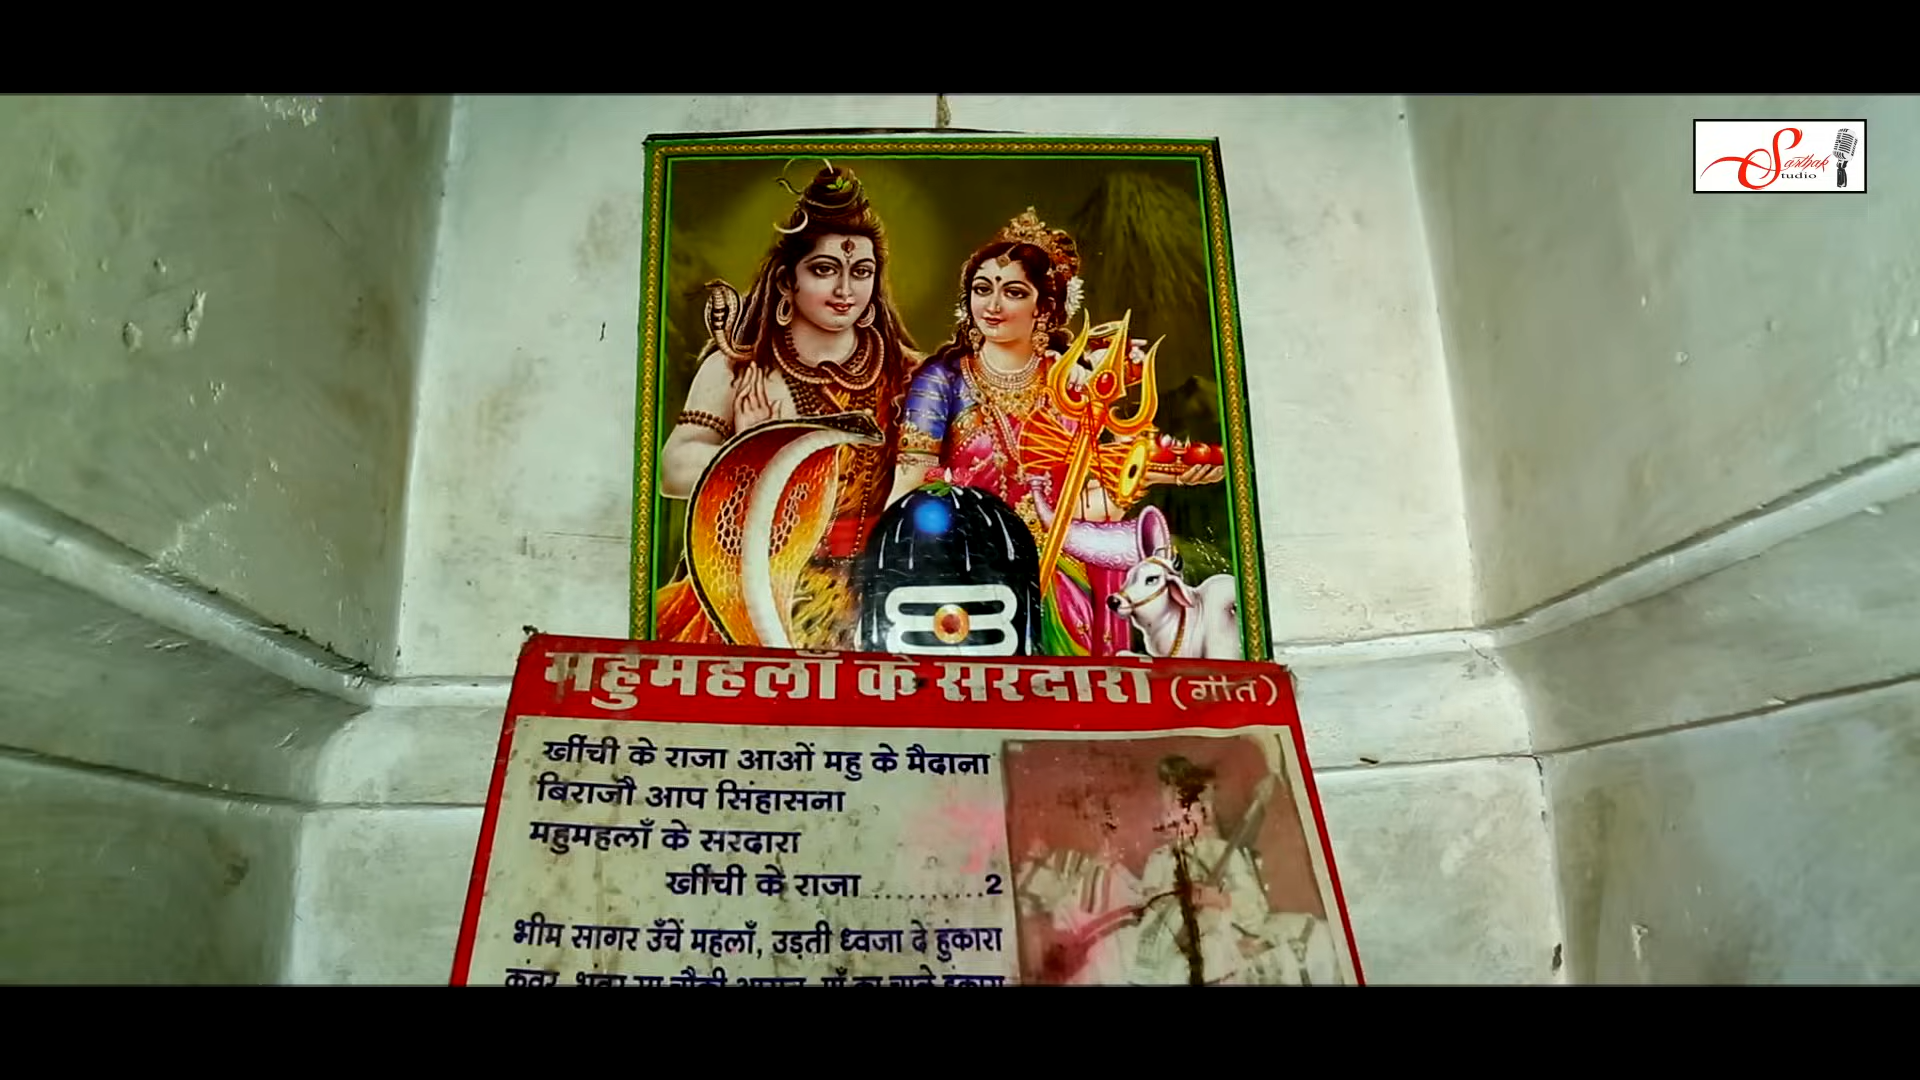 Sarthak
Studio
महुमहलाँ के सरदारां (गीत)
खींची के राजा आओं महु के मैदाना
बिराजौ आप सिंहासना
महुमहलाँ के सरदारा
खींची के राजा ..........2
भीम सागर उँचें महलाँ, उड़ती ध्वजा दे हुंकारा